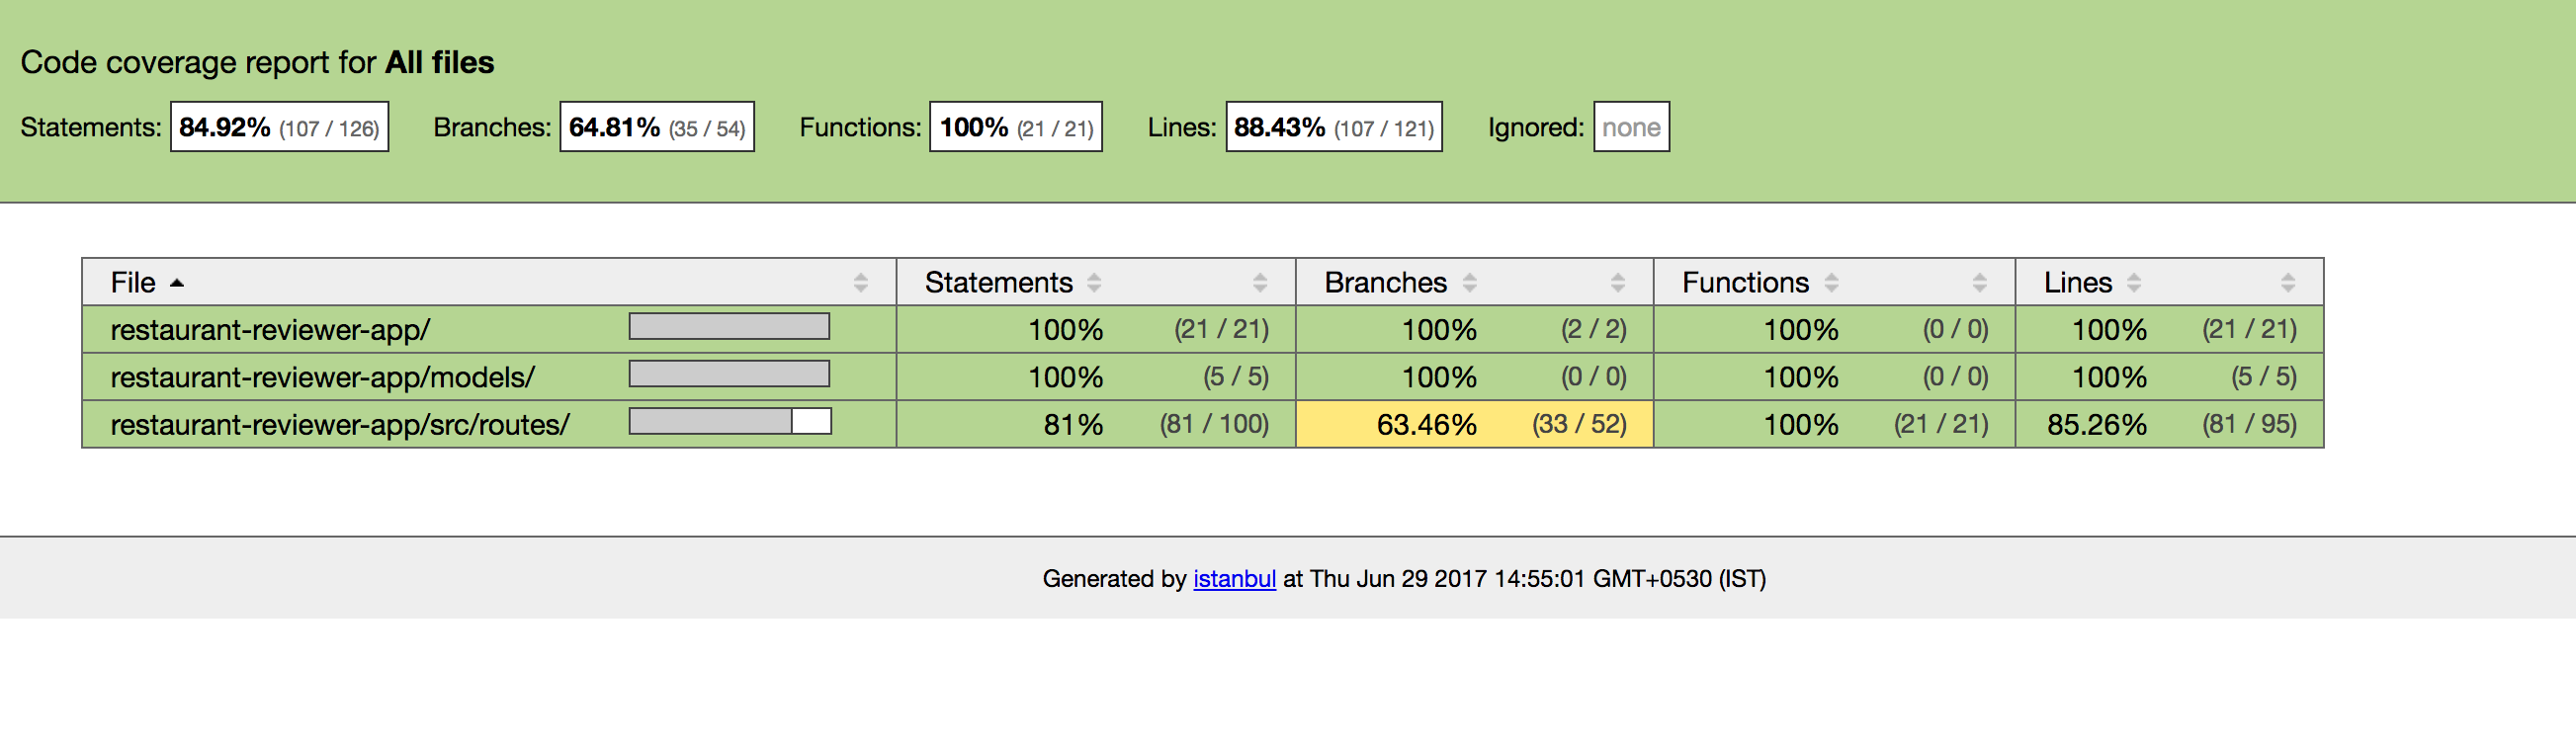 Code coverage report for All files
Statements: 84.92% (107 / 126) Branches: 64.81% (35 / 54) Functions: 100% (21 / 21) Lines: 88.43% (107 / 121) Ignored: none
File Statements Branches Functions Lines
restaurant-reviewer-app/ 100% (21 / 21) 100% (2 / 2) 100% (0 / 0) 100% (21 / 21)
restaurant-reviewer-app/models/ 100% (5 / 5) 100% (0 / 0) 100% (0 / 0) 100% (5 / 5)
restaurant-reviewer-app/src/routes/ 81% (81 / 100) 63.46% (33 / 52) 100% (21 / 21) 85.26% (81 / 95)
Generated by istanbul at Thu Jun 29 2017 14:55:01 GMT+0530 (IST)